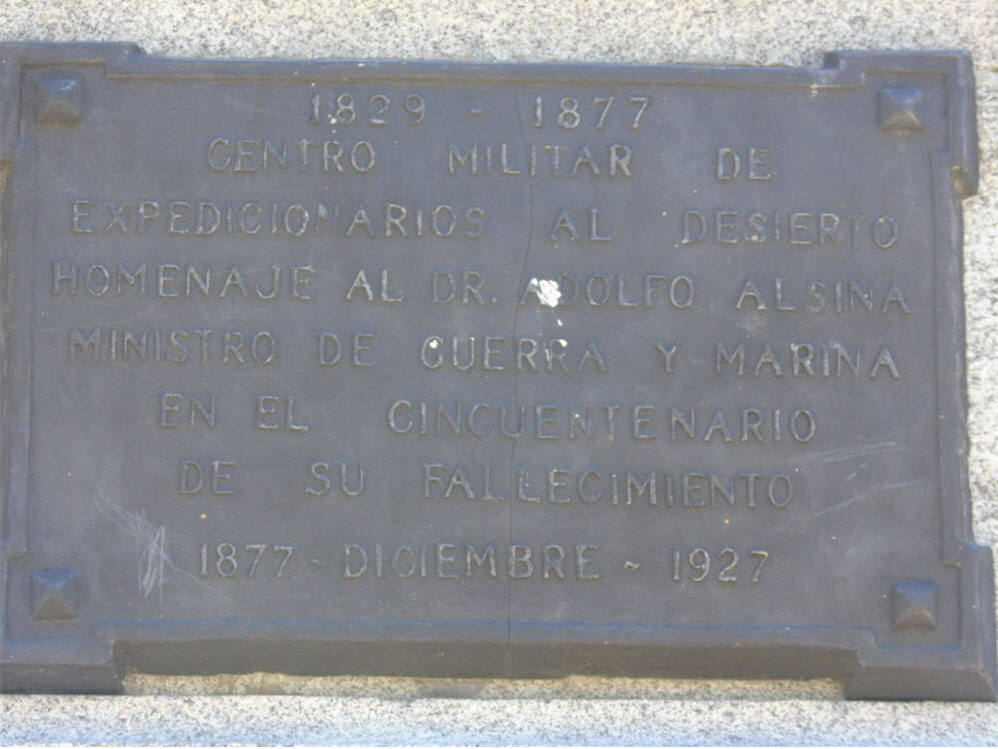 1829 - 1877
CENTRO MILITAR DE
EXPEDICIONARIOS AL DESIERTO
HOMENAJE AL DR. ADOLFO ALSINA
MINISTRO DE GUERRA Y MARINA
EN EL CINCUENTENARIO
DE SU FALLECIMIENTO
1877 - DICIEMBRE - 1927